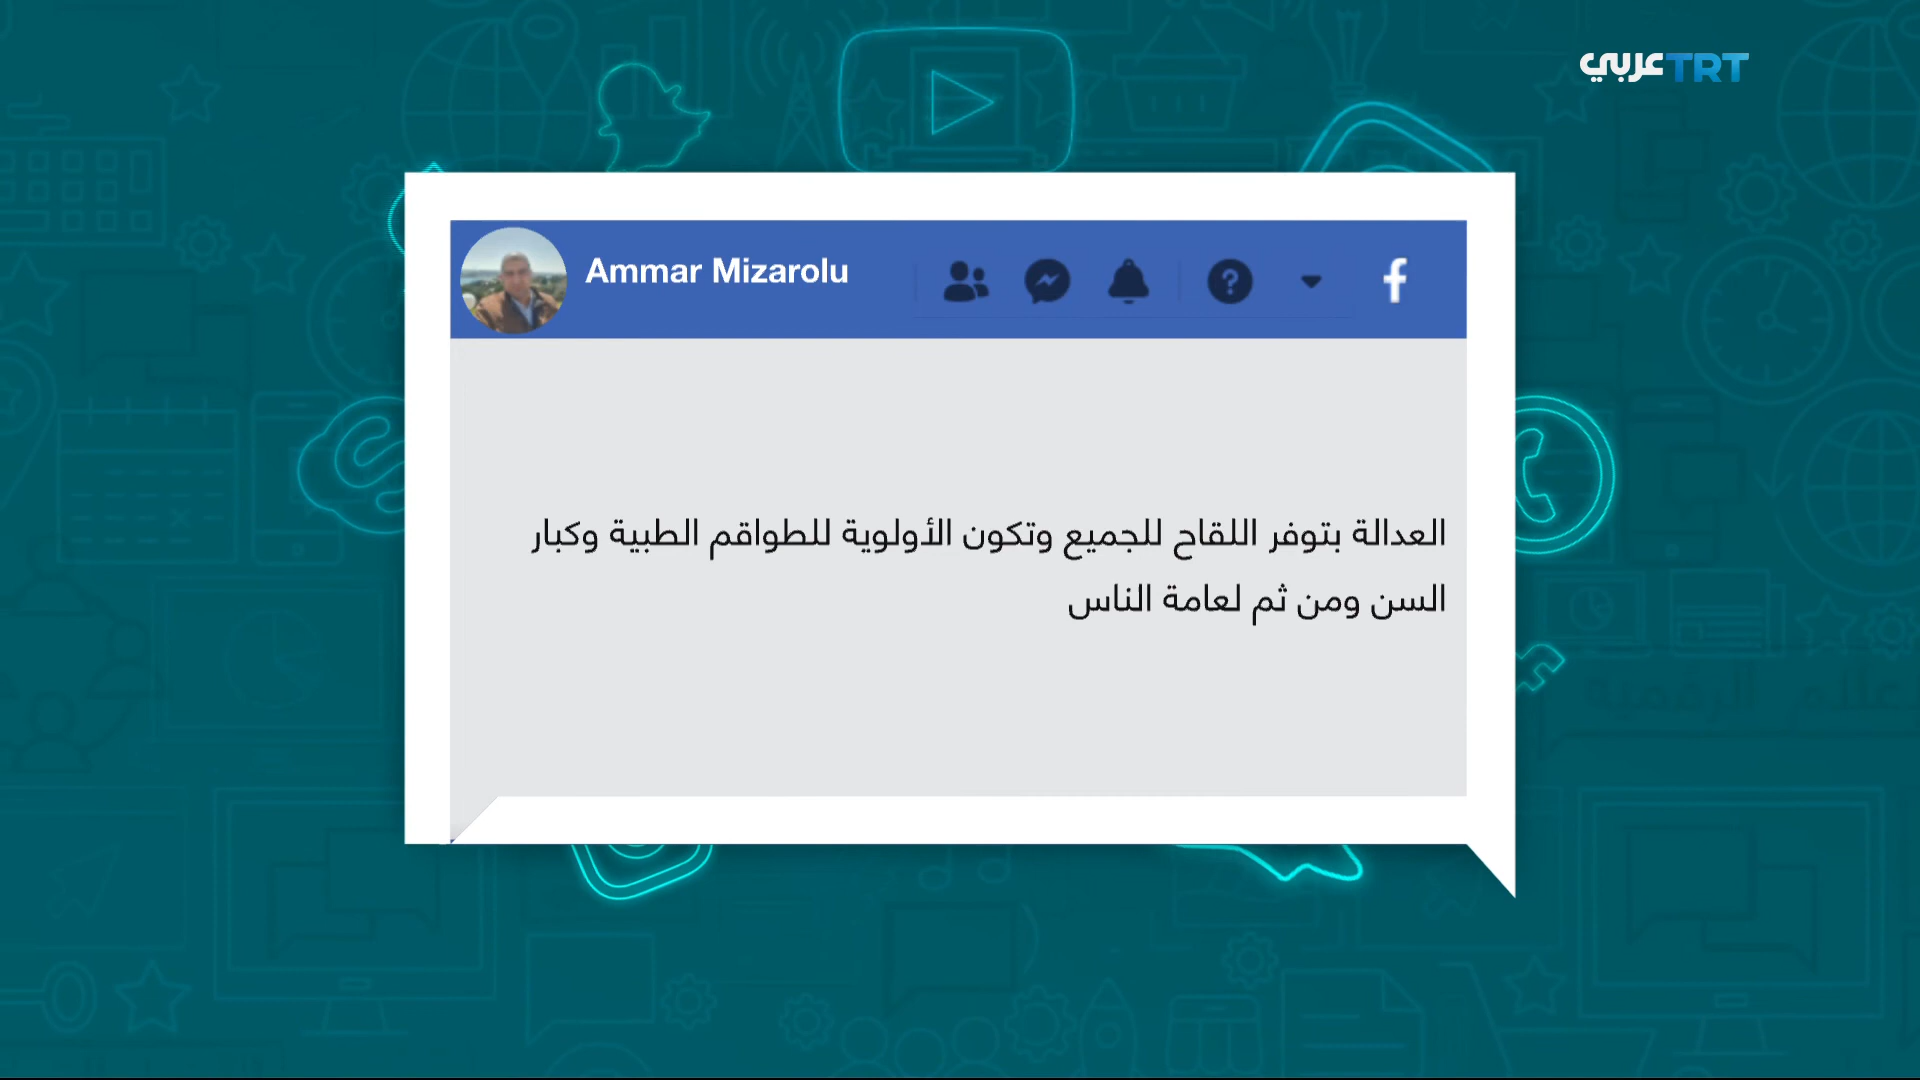 TRT عربي
Ammar Mizarolu
العدالة بتوفر اللقاح للجميع وتكون الأولوية للطواقم الطبية وكبار
السن ومن ثم لعامة الناس